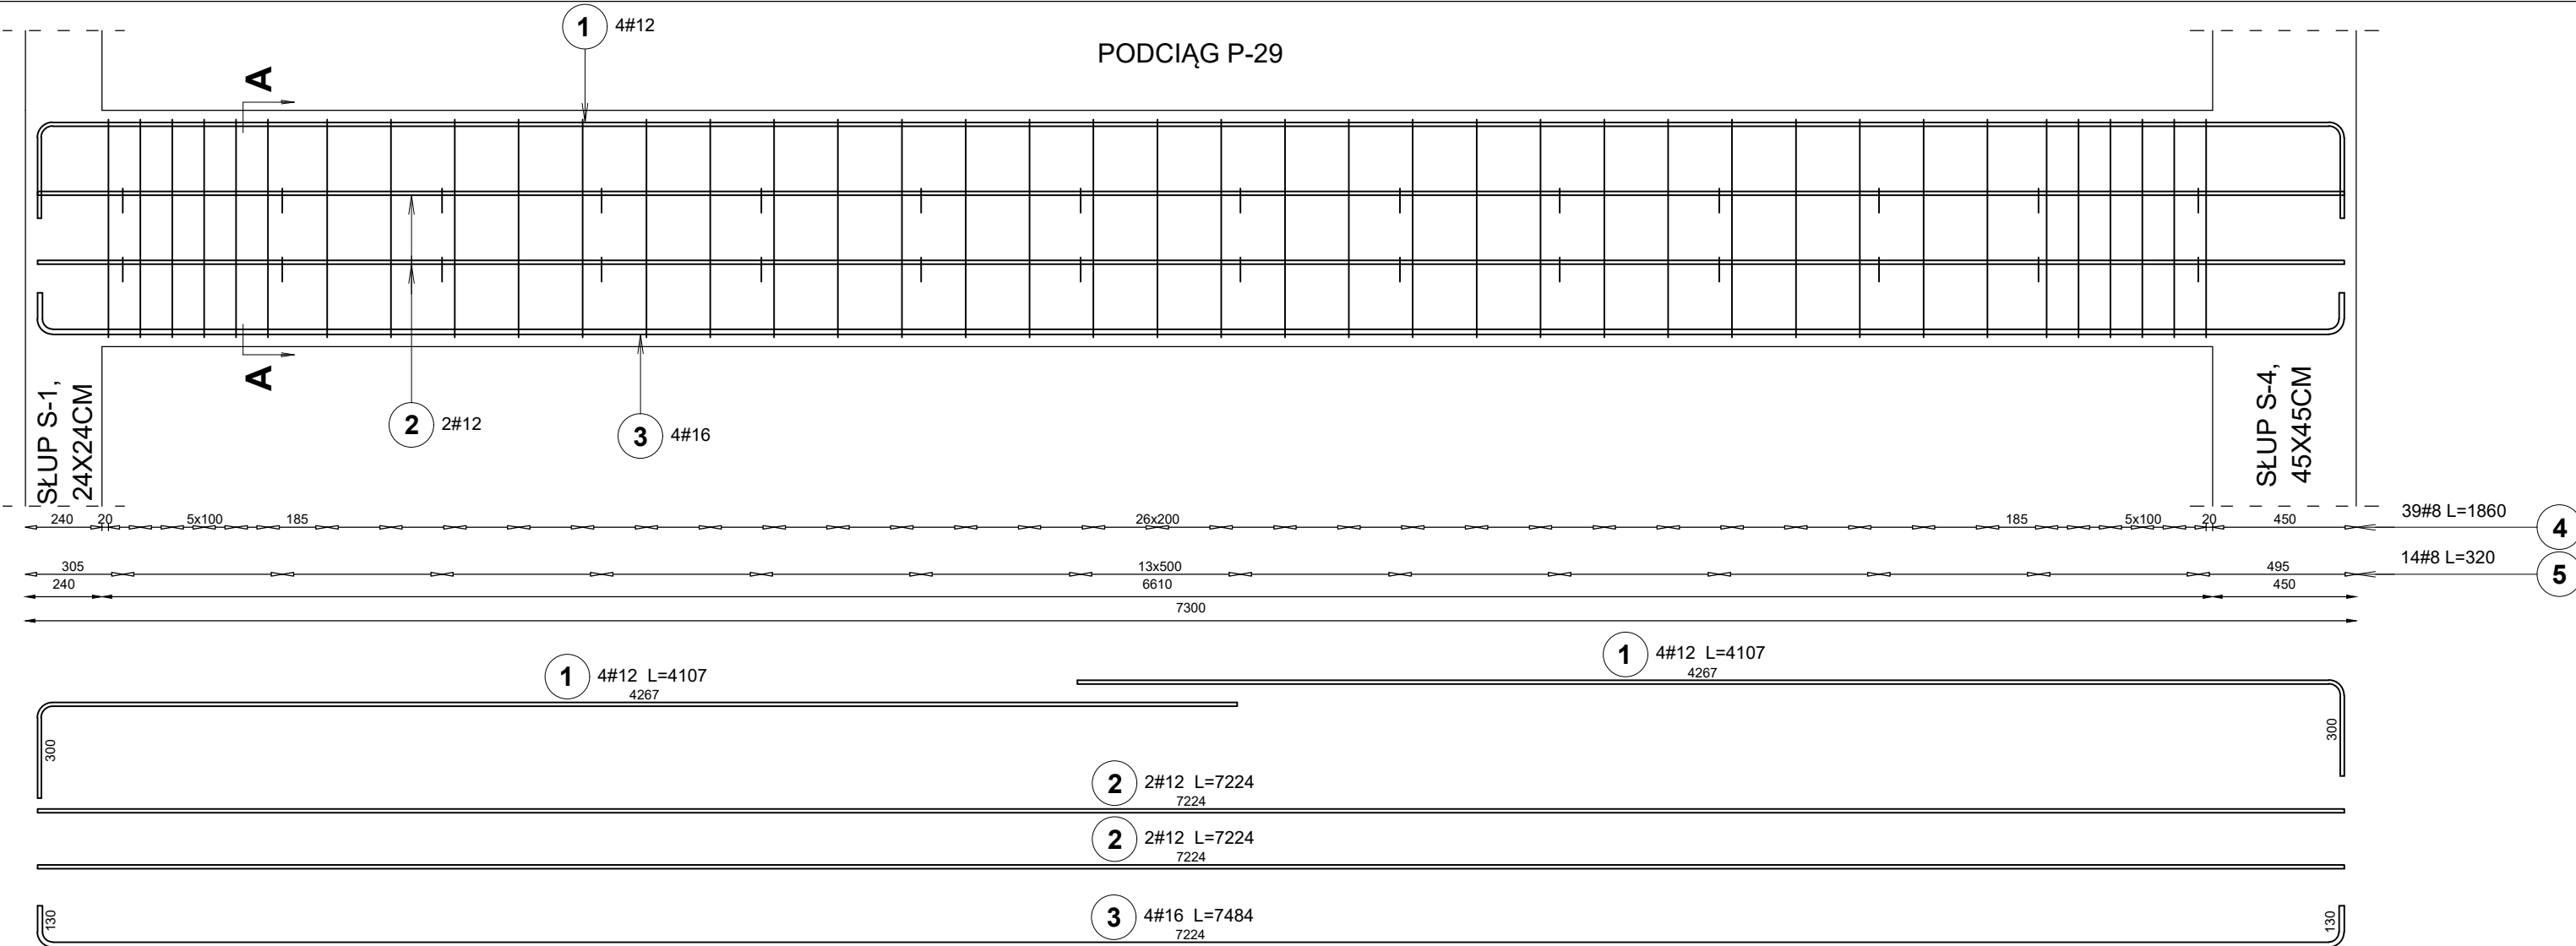 1 4#12
PODCIĄG P-29
A
A
2 2#12
3 4#16
SŁUP S-1,
24X24CM
SŁUP S-4,
45X45CM
240 20 5x100 185 26x200 185 5x100 20 450
39#8 L=1860 4
305 13x500 495
14#8 L=320 5
240 6610 450
7300
1 4#12 L=4107
4267
1 4#12 L=4107
4267
300
300
2 2#12 L=7224
7224
2 2#12 L=7224
7224
3 4#16 L=7484
7224
130
130